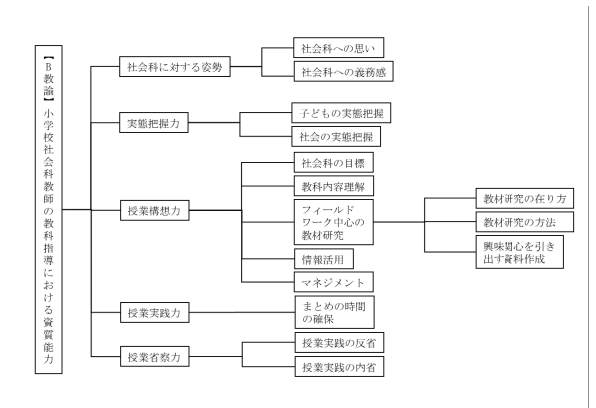 【B教諭】小学校社会科教師の教科指導における資質能力
社会科に対する姿勢
社会科への思い
社会科への義務感
実態把握力
子どもの実態把握
社会の実態把握
授業構想力
社会科の目標
教科内容理解
フィールド
ワーク中心の
教材研究
教材研究の在り方
教材研究の方法
興味関心を引き
出す資料作成
情報活用
マネジメント
授業実践力
まとめの時間
の確保
授業省察力
授業実践の反省
授業実践の内省